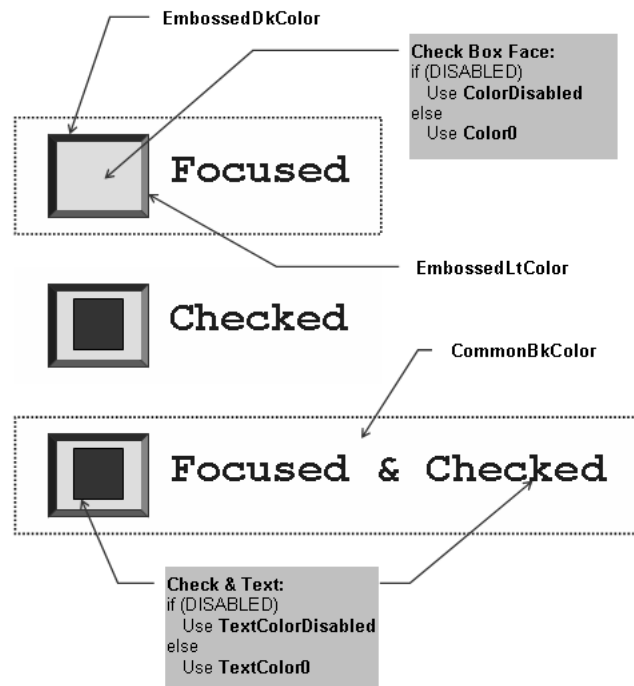 EmbossedDkColor
Check Box Face:
if (DISABLED)
Use ColorDisabled
else
Use Color0
Focused
EmbossedLtColor
Checked
CommonBkColor
Focused & Checked
Check & Text:
if (DISABLED)
Use TextColorDisabled
else
Use TextColor0